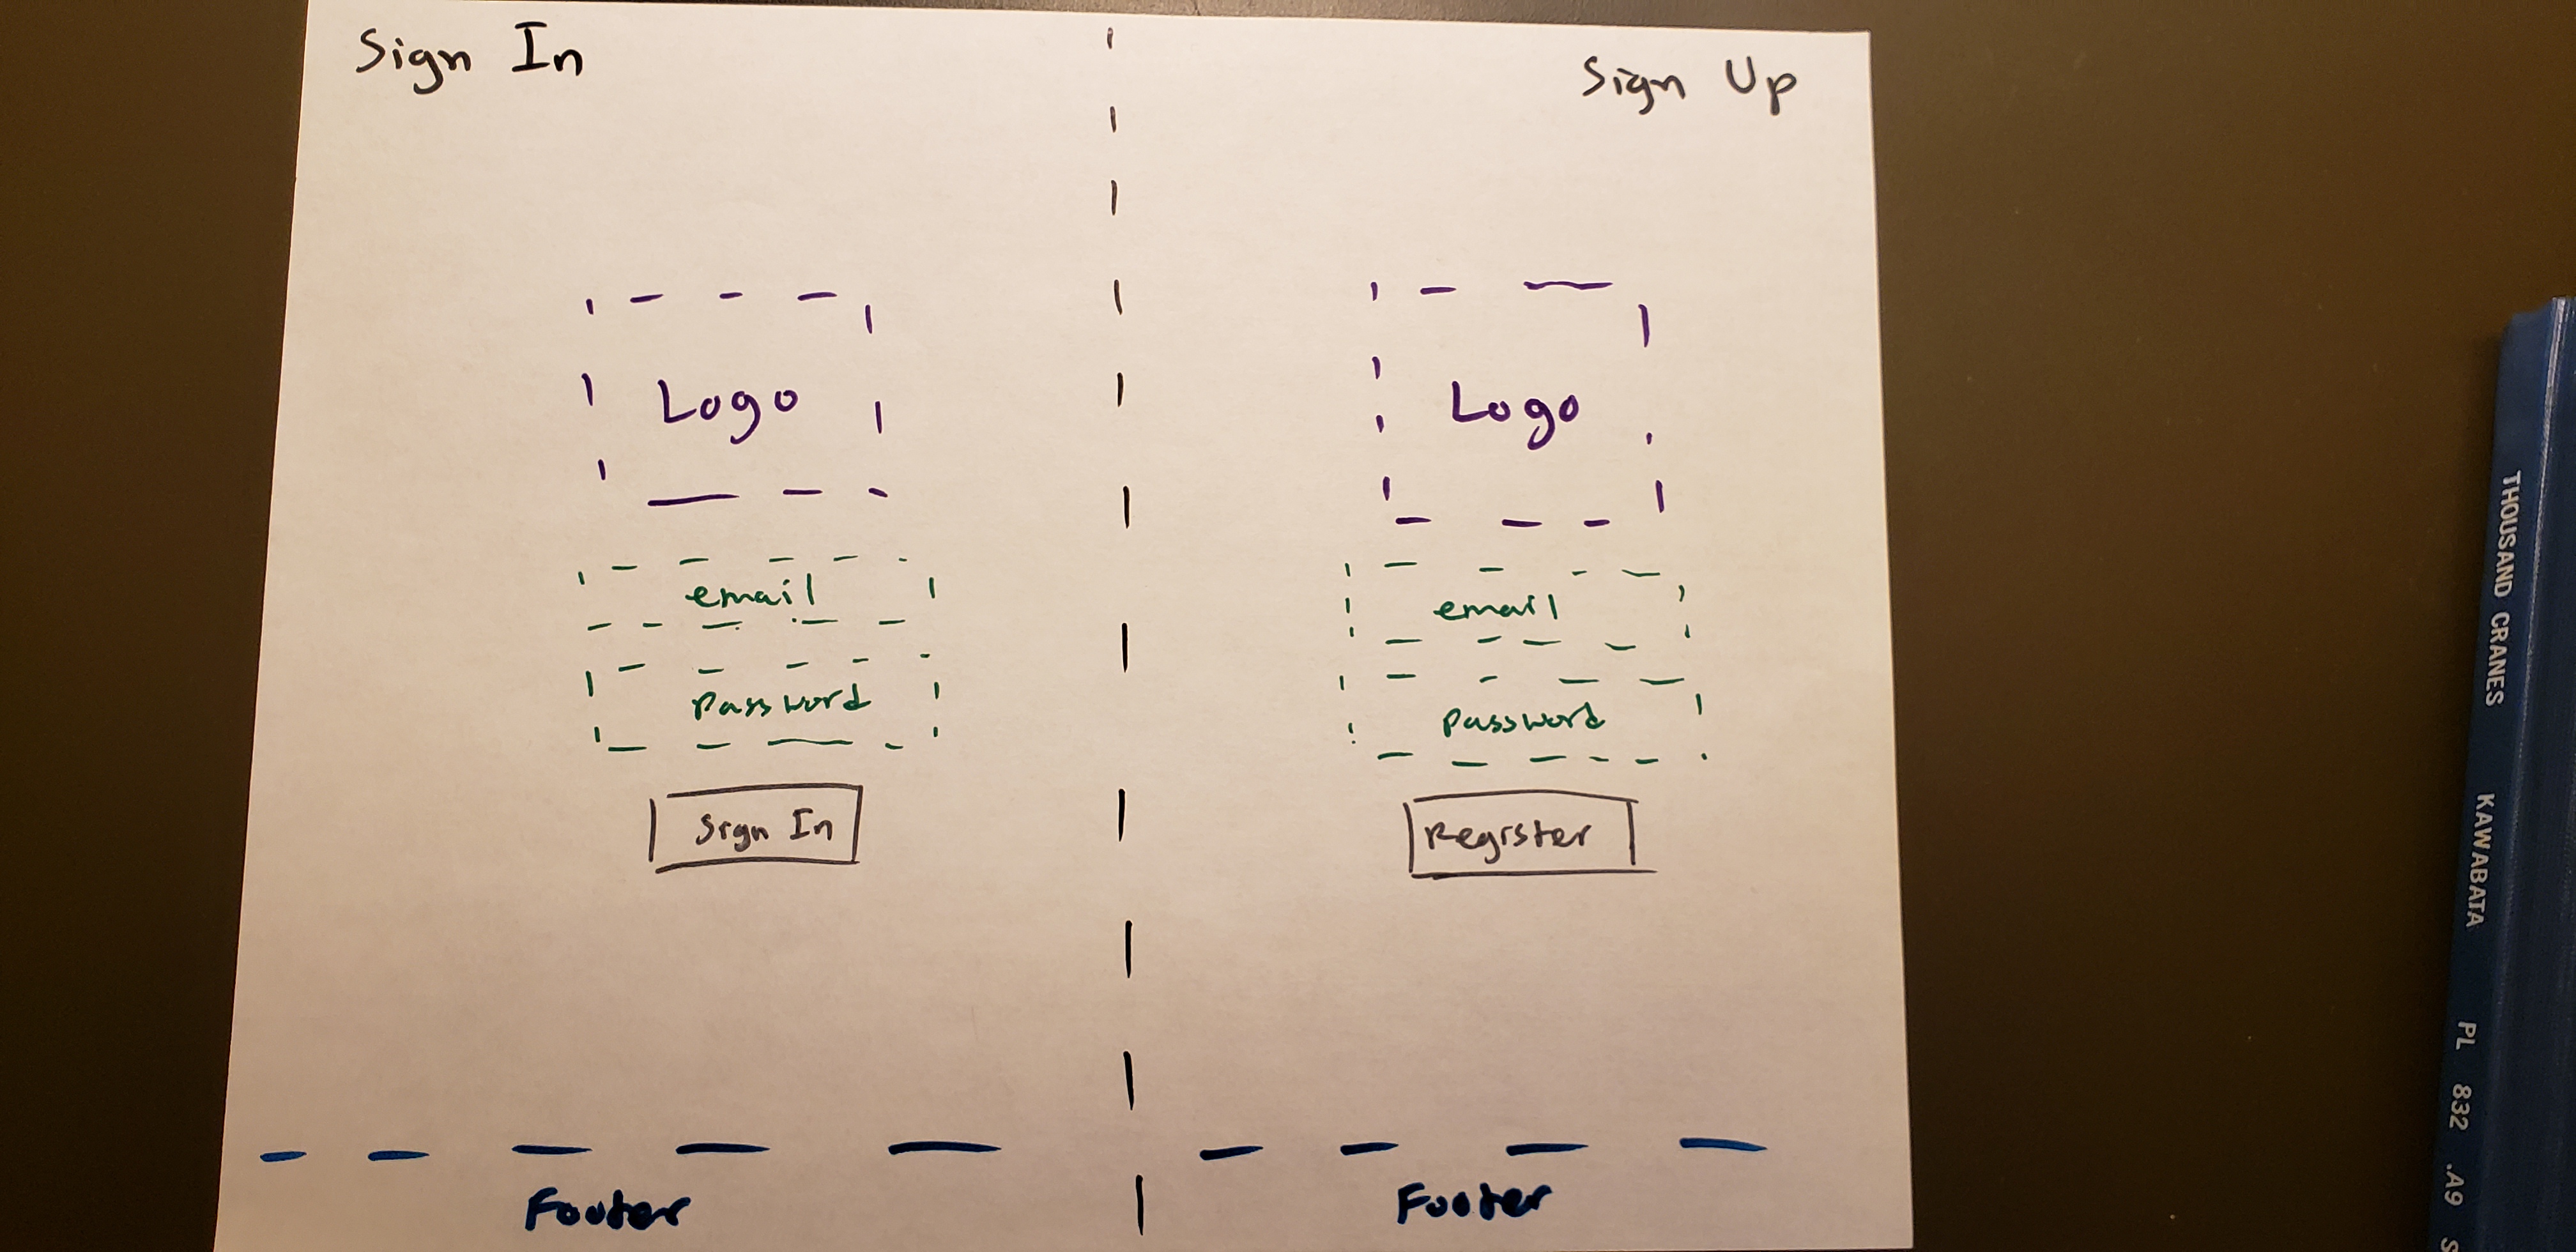 Sign In
Logo
email
password
Sign In
Footer
Sign Up
Logo
email
password
Register
Footer
THOUSAND CRANES KAWABATA PL 832 .A9 S